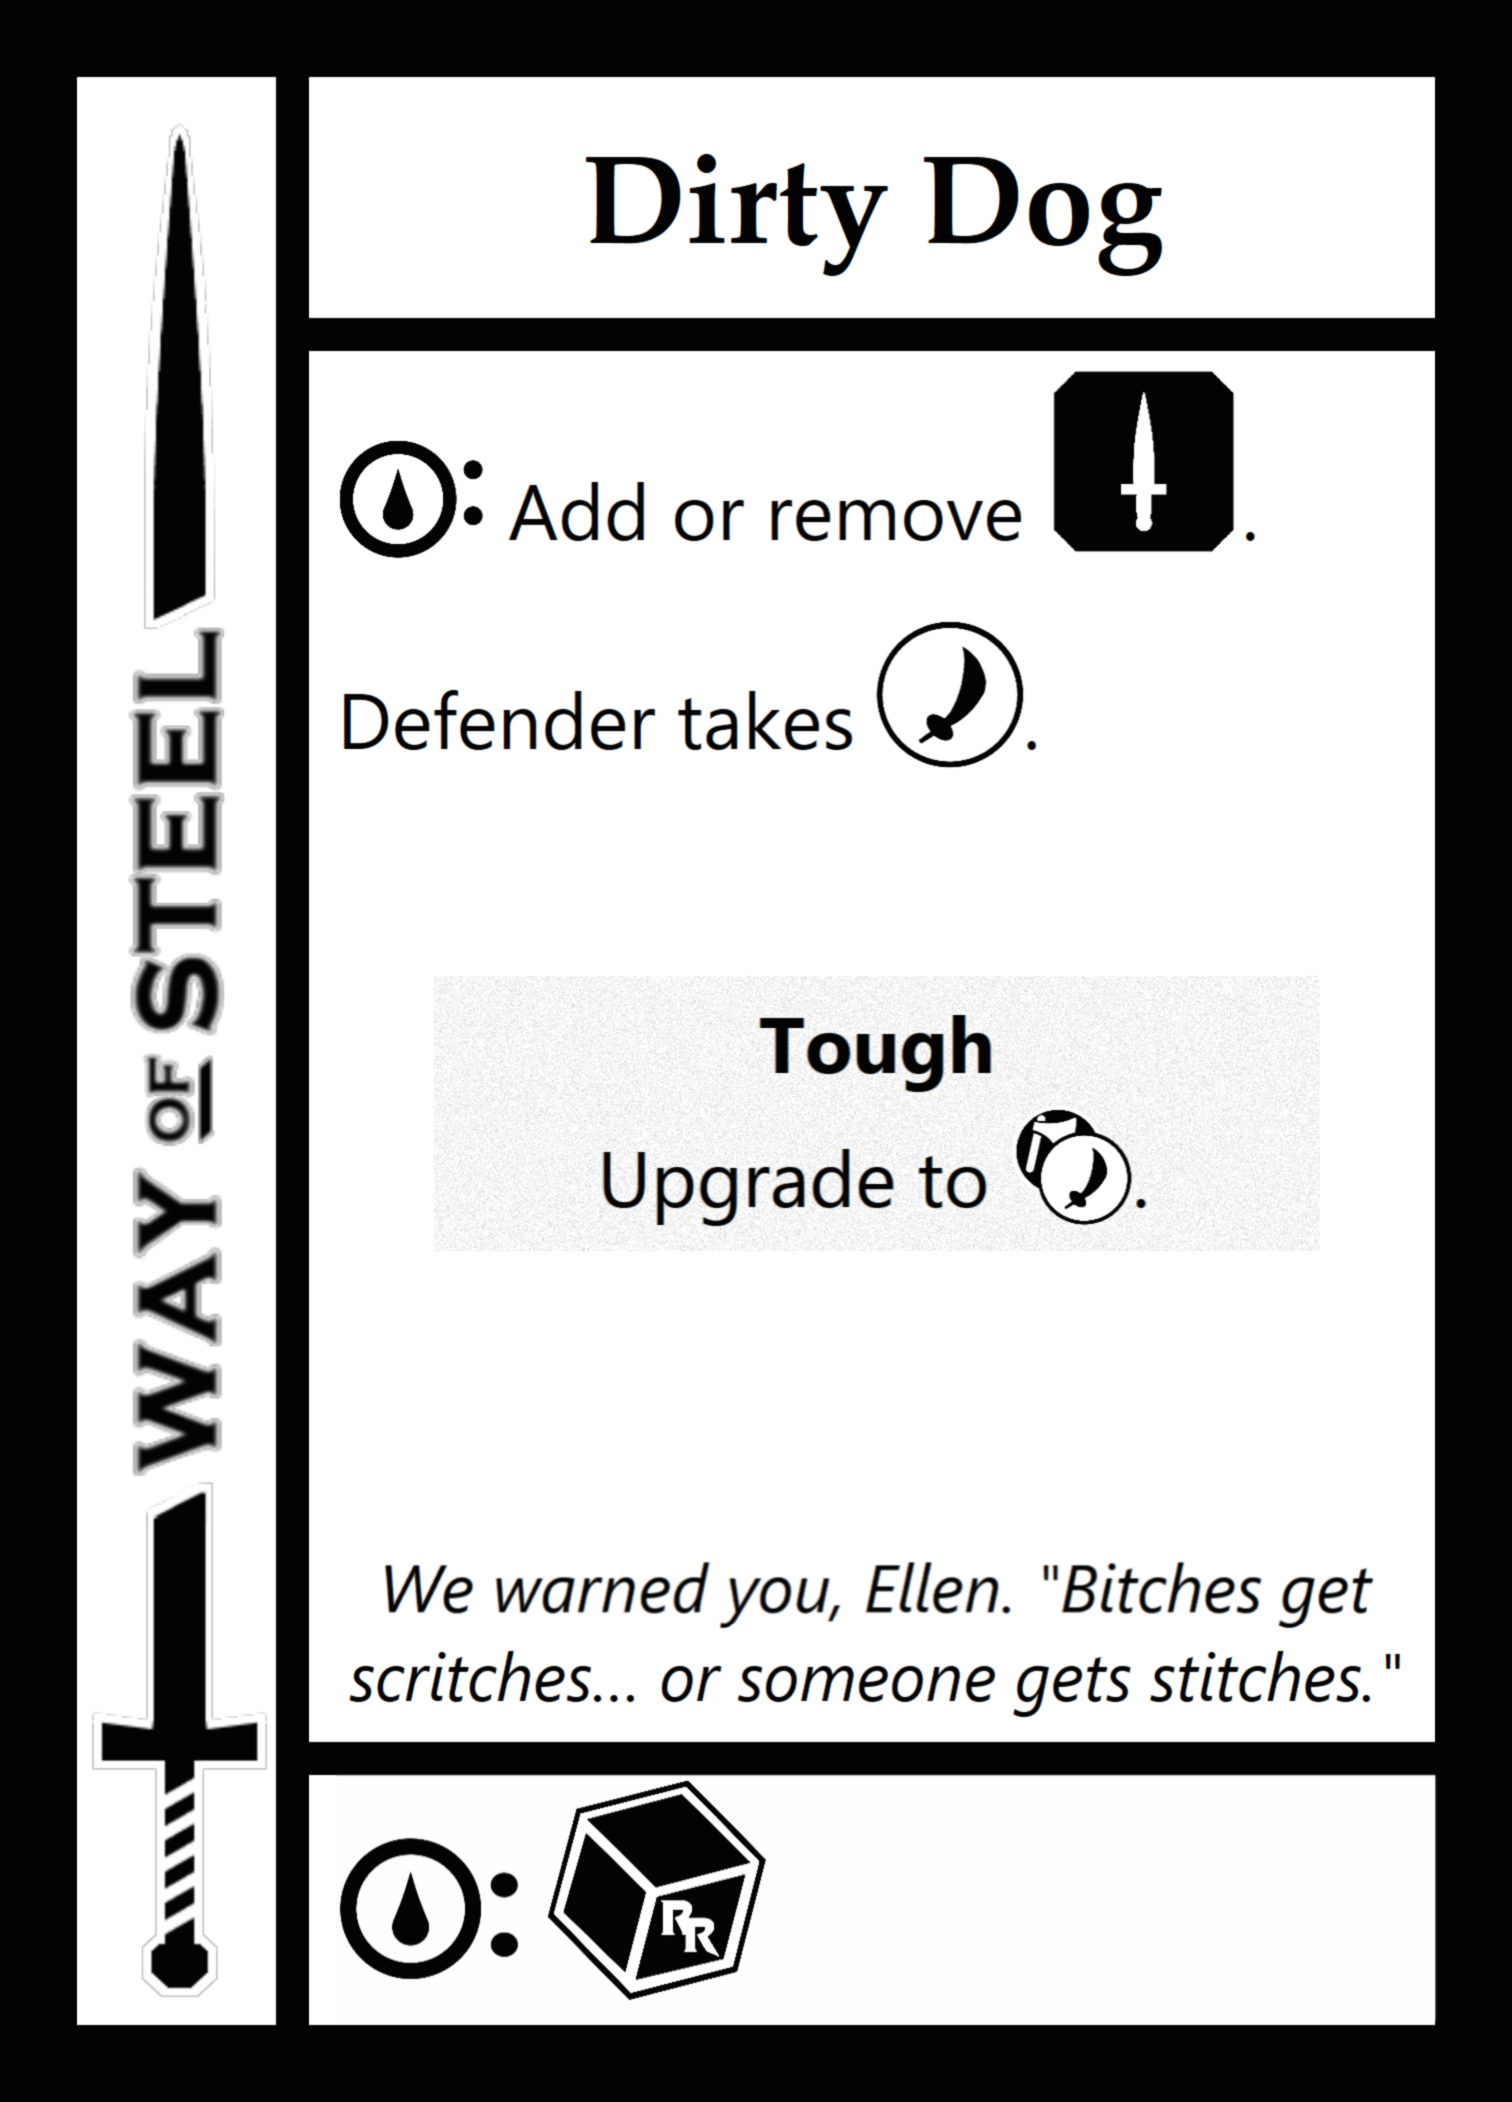 WAY OF STEEL
Dirty Dog
: Add or remove .
Defender takes .
Tough
Upgrade to .
We warned you, Ellen. "Bitches get
scritches... or someone gets stitches."
: RR